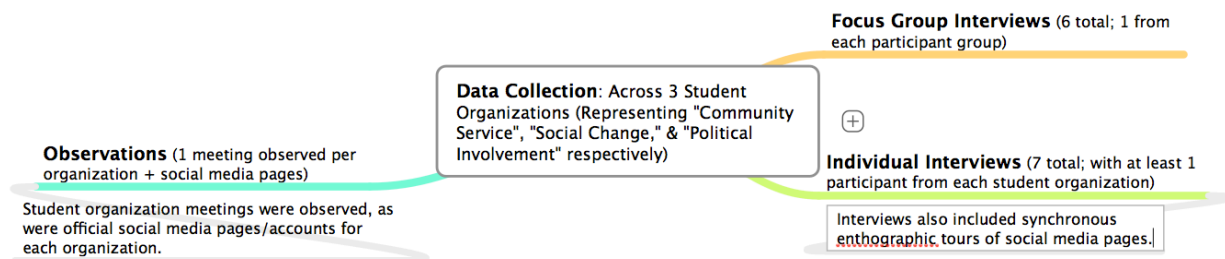 Focus Group Interviews (6 total; 1 from
each participant group)
Data Collection: Across 3 Student
Organizations (Representing "Community
Service", "Social Change," & "Political
Involvement" respectively)
Observations (1 meeting observed per
organization + social media pages)
Student organization meetings were observed, as
were official social media pages/accounts for
each organization.
Individual Interviews (7 total; with at least 1
participant from each student organization)
Interviews also included synchronous
enthographic tours of social media pages.